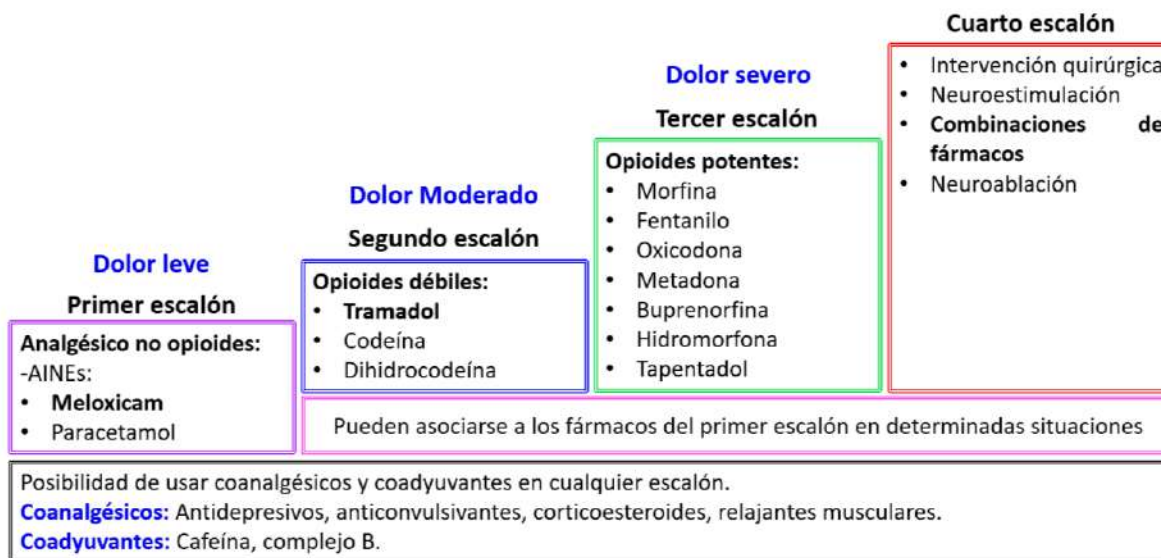 Dolor leve
Primer escalón
Analgésico no opioides:
-AINEs:
• Meloxicam
• Paracetamol
Dolor Moderado
Segundo escalón
Opioides débiles:
• Tramadol
• Codeína
• Dihidrocodeína
Dolor severo
Tercer escalón
Opioides potentes:
• Morfina
• Fentanilo
• Oxicodona
• Metadona
• Buprenorfina
• Hidromorfona
• Tapentadol
Cuarto escalón
• Intervención quirúrgica
• Neuroestimulación
• Combinaciones de
fármacos
• Neuroablación
Pueden asociarse a los fármacos del primer escalón en determinadas situaciones
Posibilidad de usar coanalgésicos y coadyuvantes en cualquier escalón.
Coanalgésicos: Antidepresivos, anticonvulsivantes, corticoesteroides, relajantes musculares.
Coadyuvantes: Cafeína, complejo B.